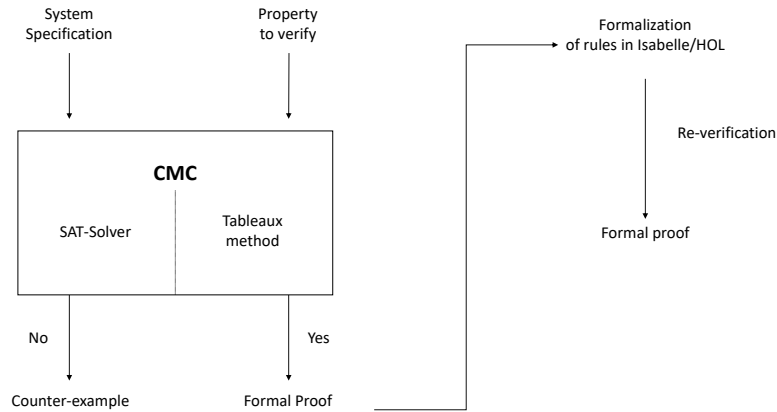 System
Specification
Property
to verify
CMC
SAT-Solver
Tableaux
method
No
Yes
Counter-example
Formal Proof
Formalization
of rules in Isabelle/HOL
Re-verification
Formal proof